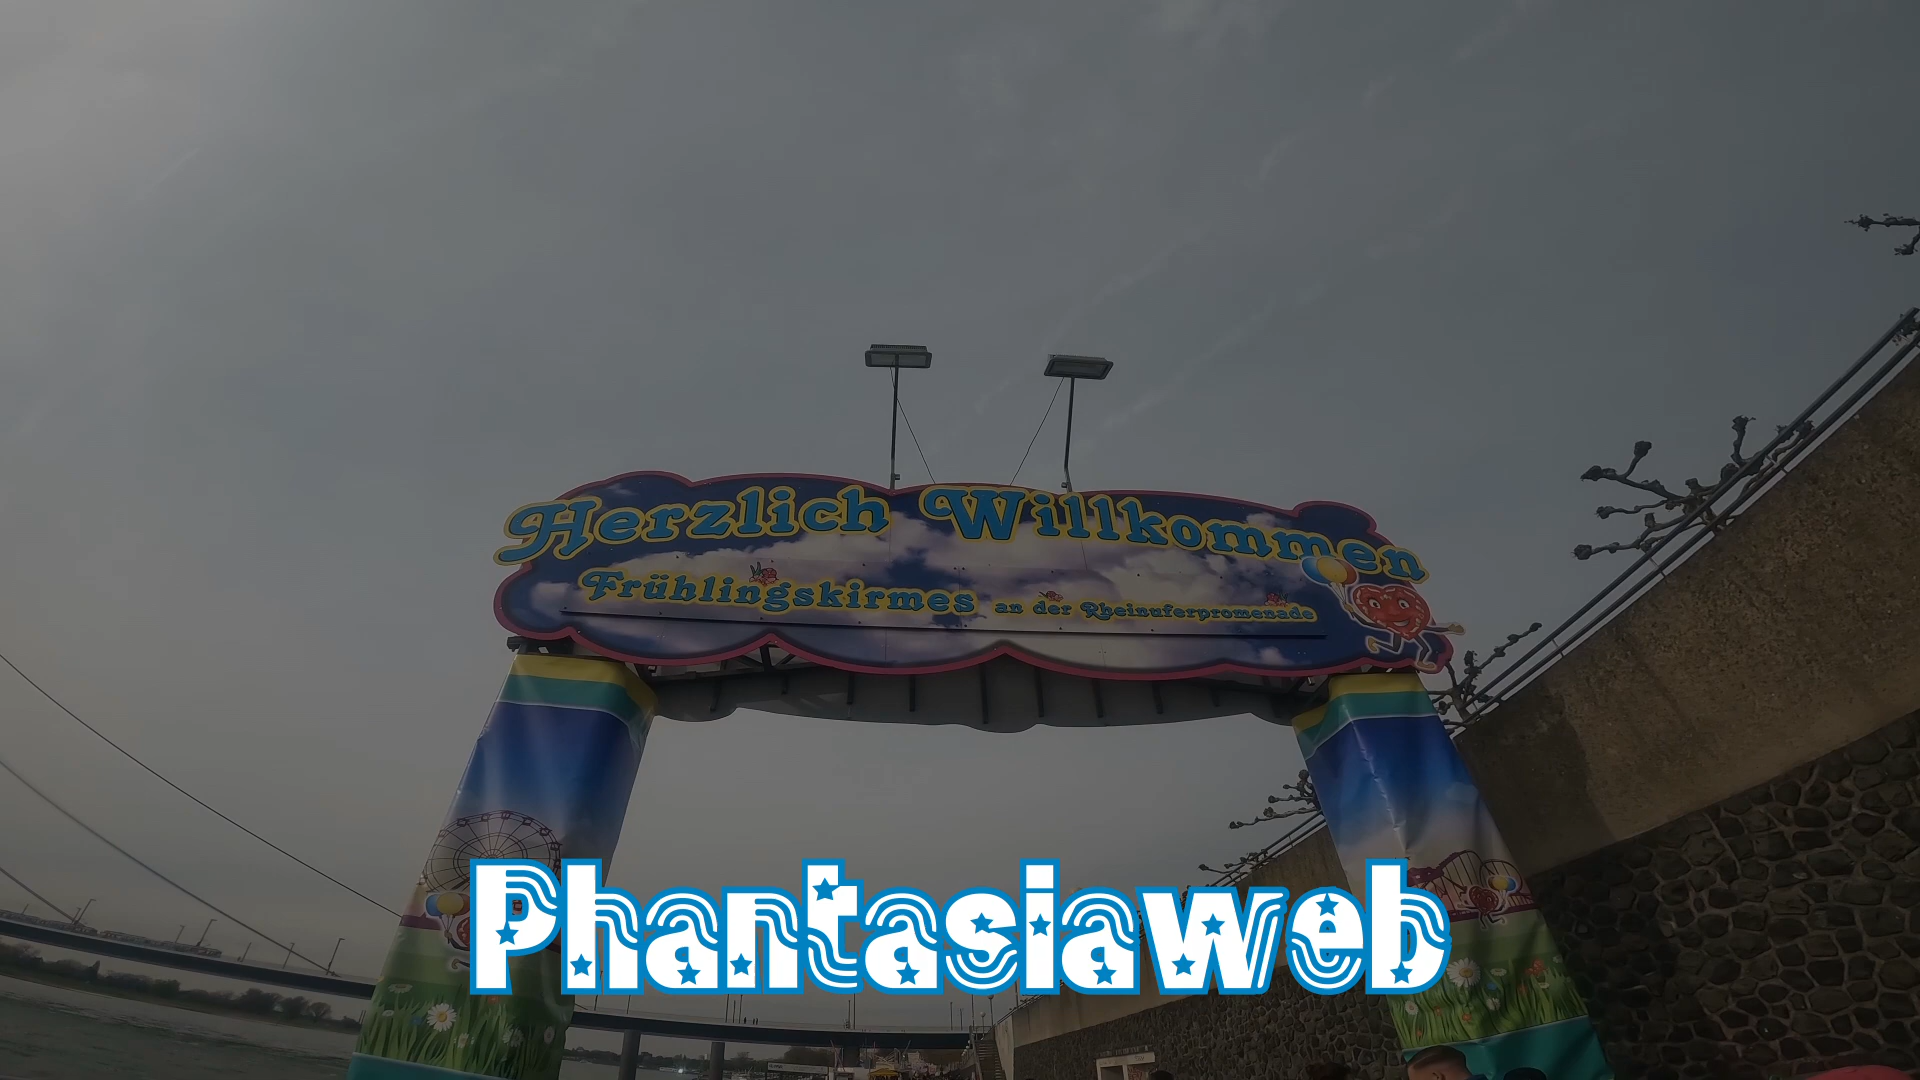 Herzlich Willkommen
Frühlingskirmes an der Rheinuferpromenade
Phantasiaweb